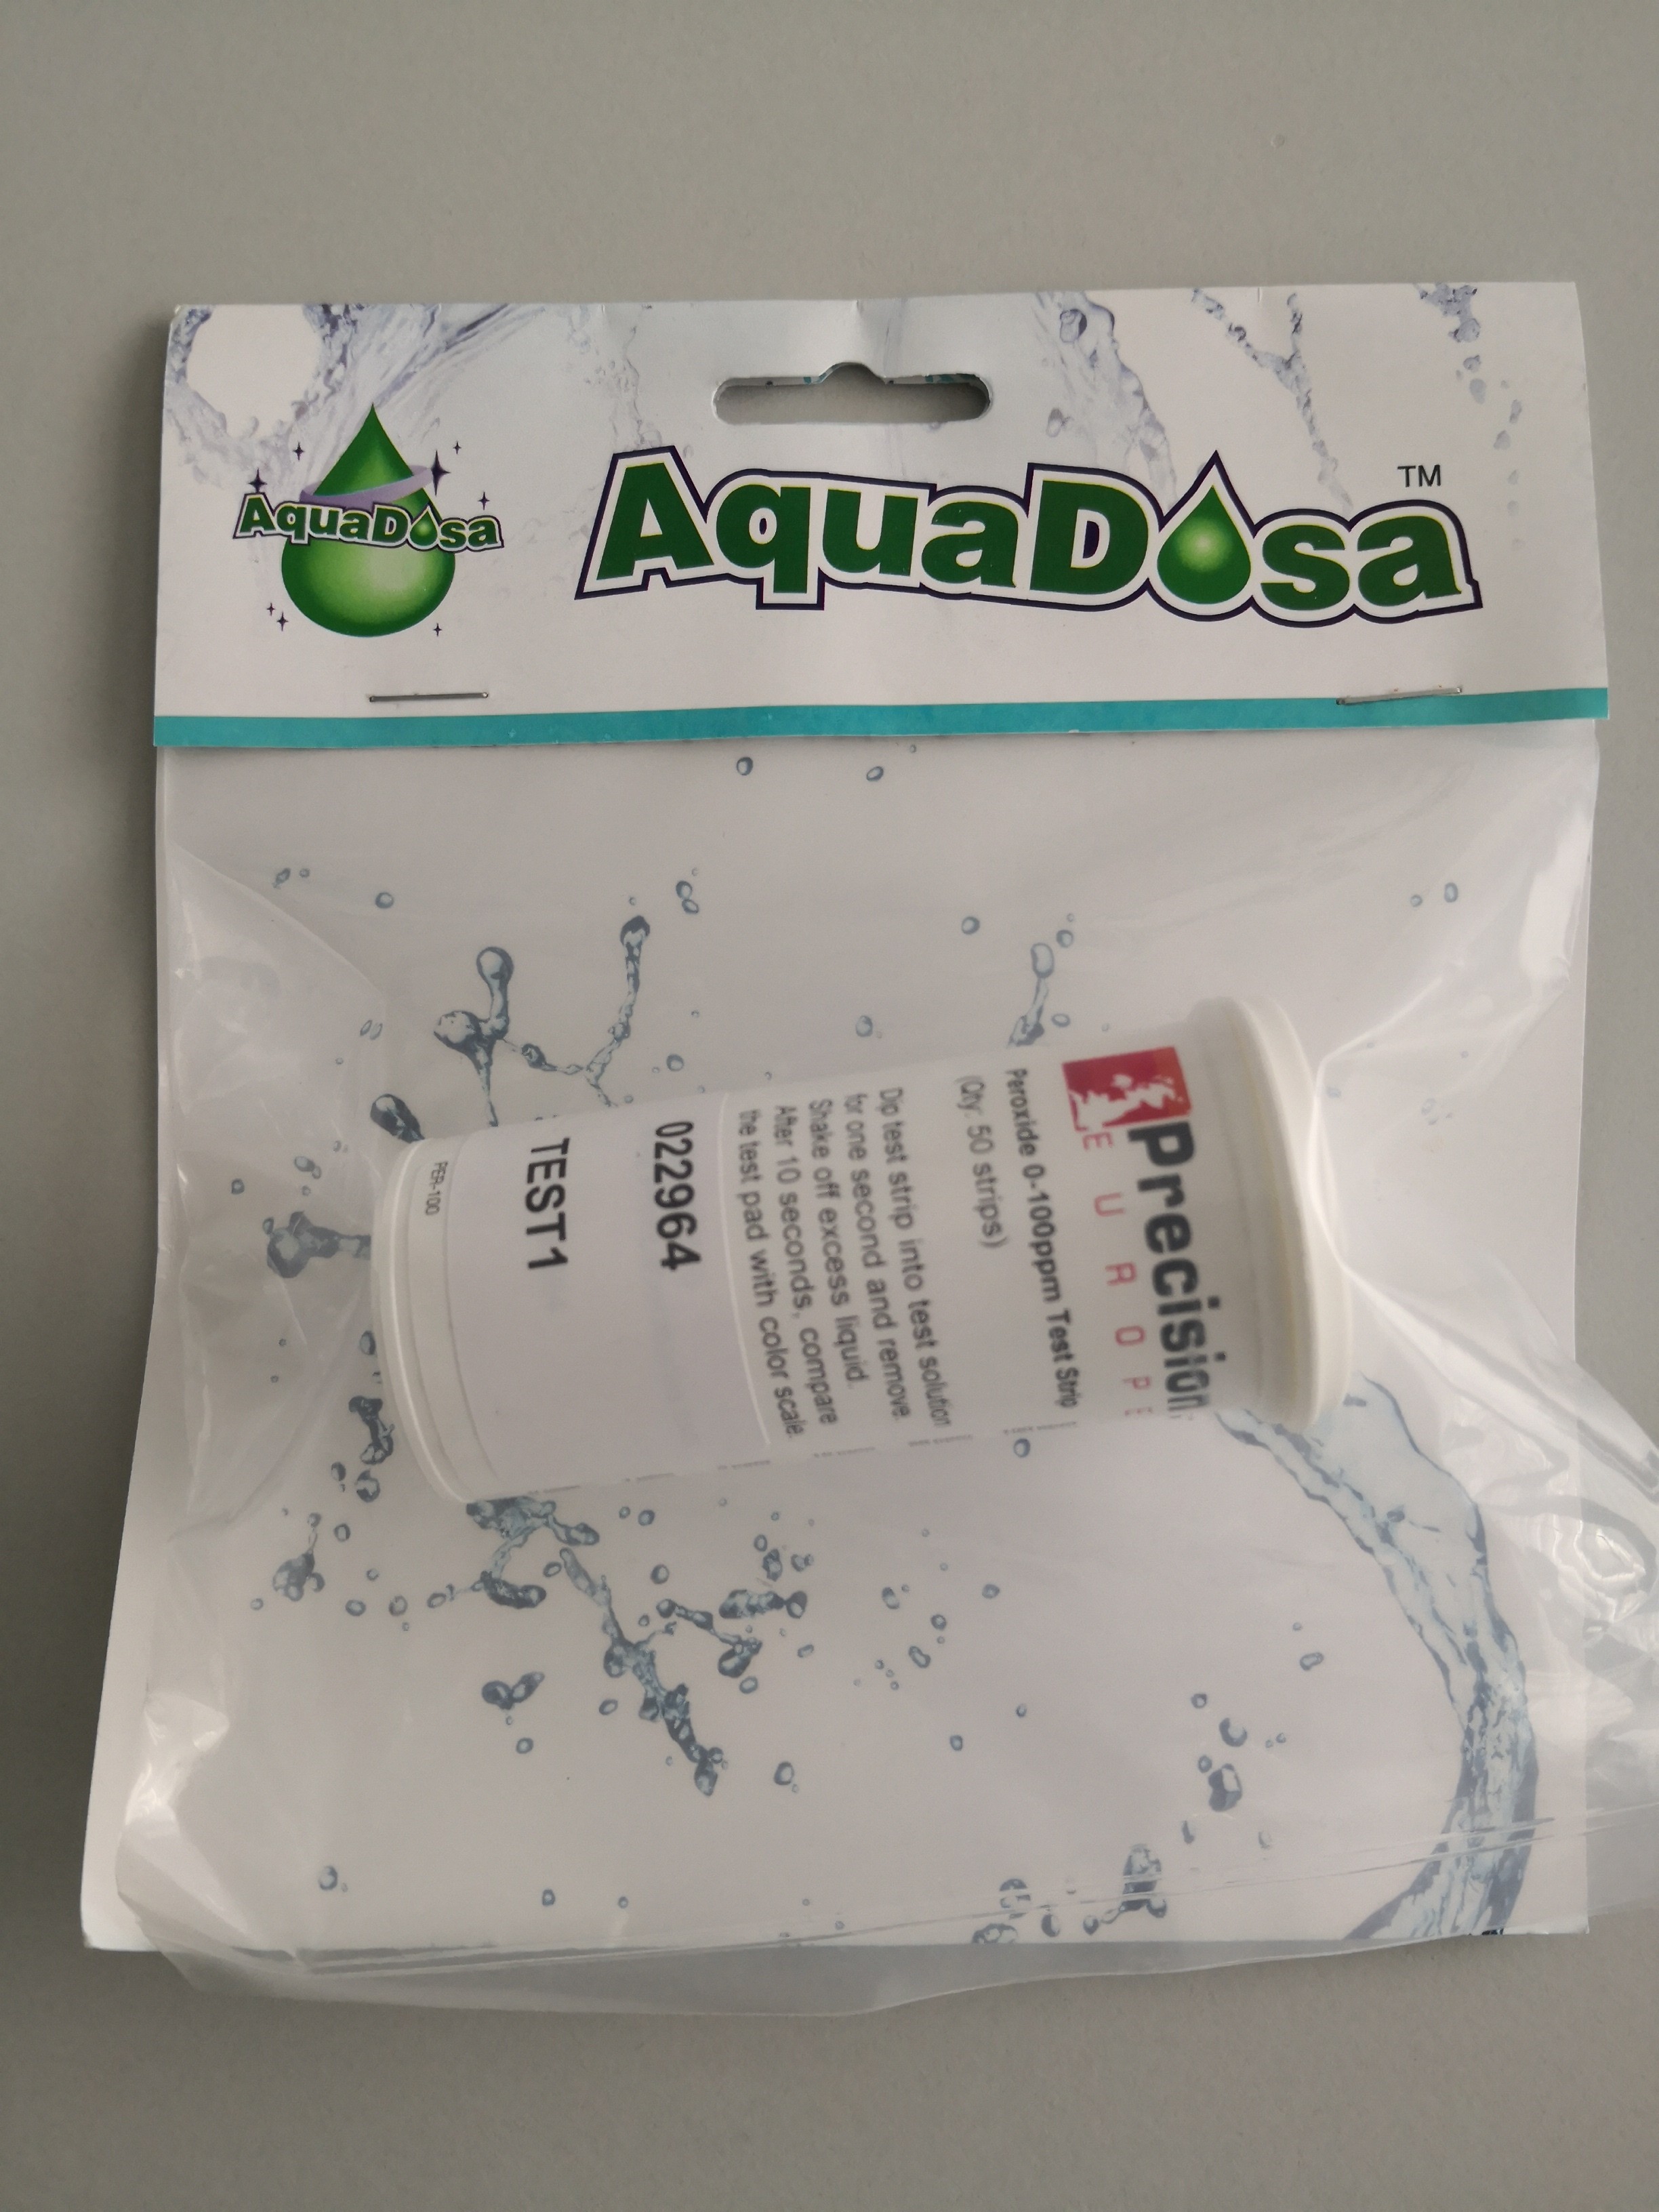 AquaDosa
AquaDosa
TM
Precision
EUROPE
Peroxide 0-100ppm Test Strip
(Qty: 50 strips)
Dip test strip into test solution
for one second and remove.
Shake off excess liquid.
After 10 seconds, compare
the test pad with color scale.
022964
TEST1
PER-100